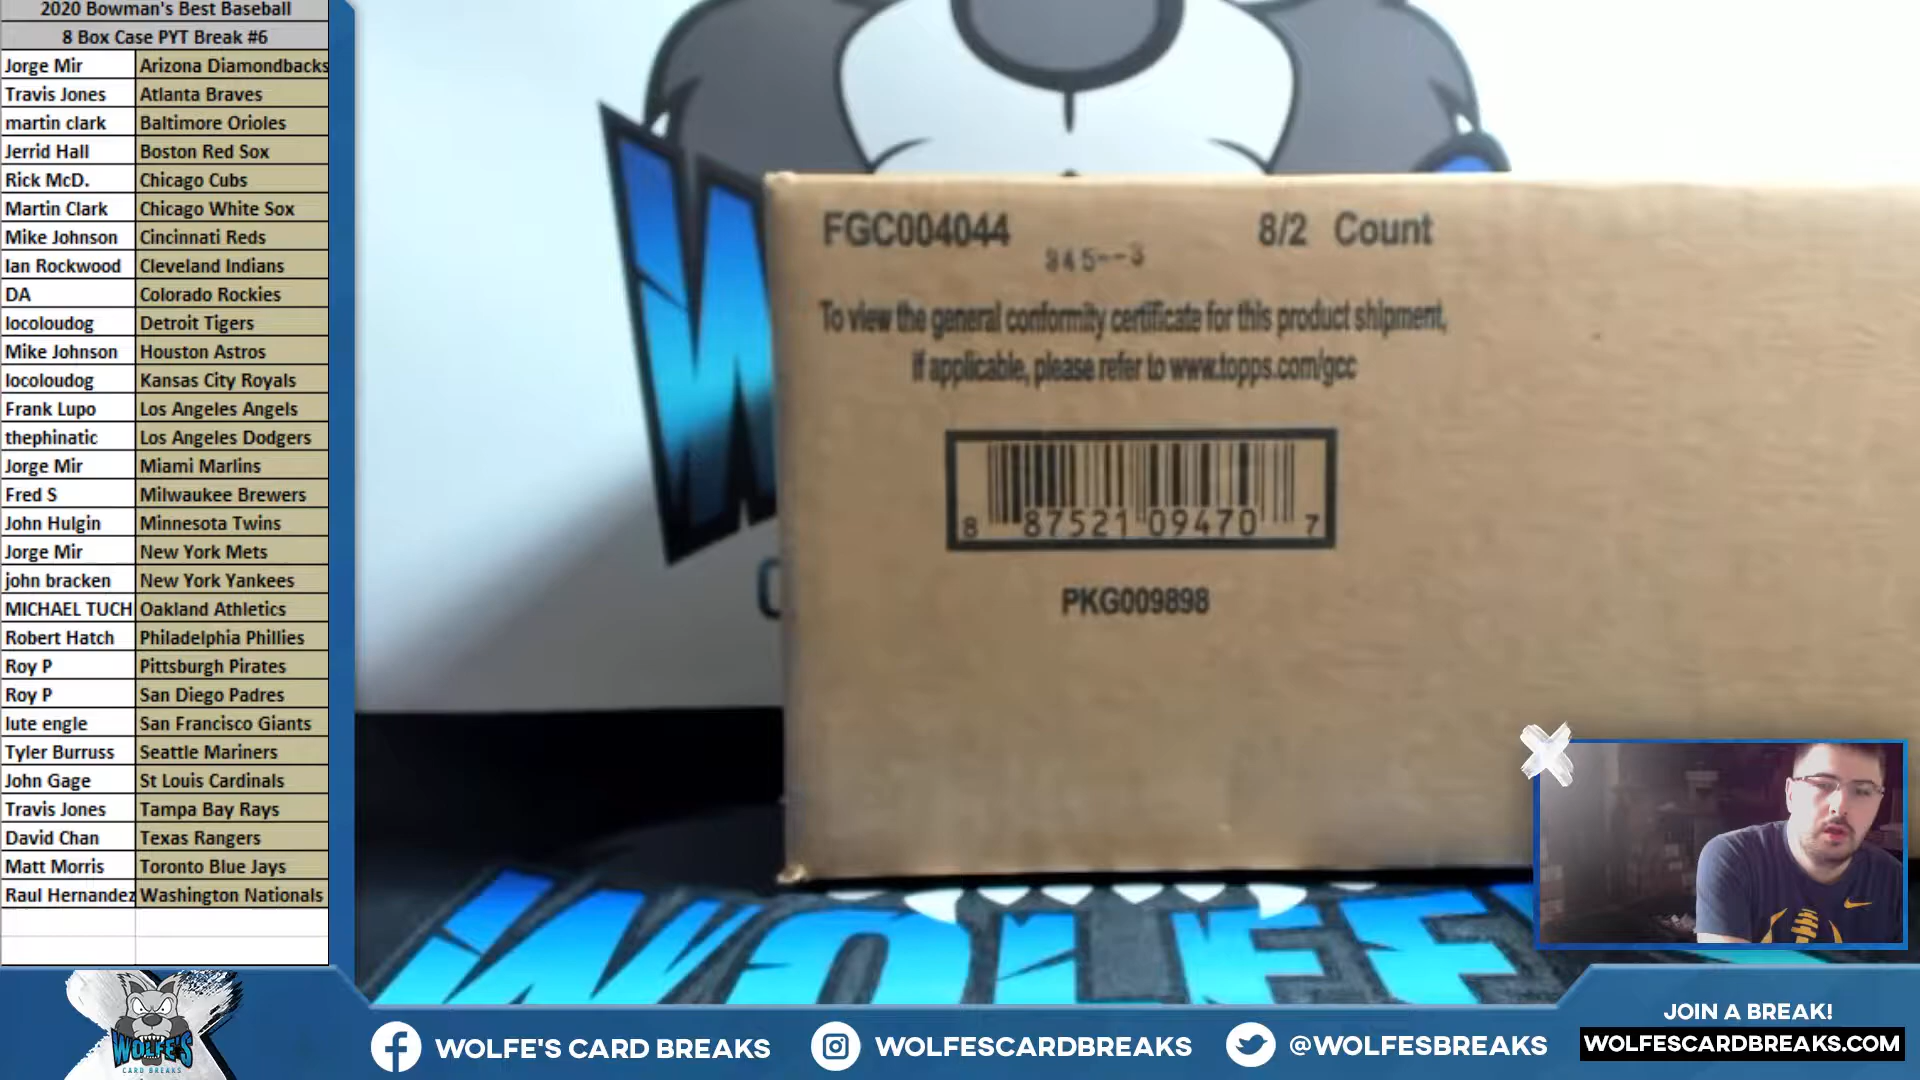 2020 Bowman's Best Baseball
8 Box Case PYT Break #6
Jorge Mir Arizona Diamondbacks
Travis Jones Atlanta Braves
martin clark Baltimore Orioles
Jerrid Hall Boston Red Sox
Rick McD. Chicago Cubs
Martin Clark Chicago White Sox
Mike Johnson Cincinnati Reds
Ian Rockwood Cleveland Indians
DA Colorado Rockies
locoloudog Detroit Tigers
Mike Johnson Houston Astros
locoloudog Kansas City Royals
Frank Lupo Los Angeles Angels
thephinatic Los Angeles Dodgers
Jorge Mir Miami Marlins
Fred S Milwaukee Brewers
John Hulgin Minnesota Twins
Jorge Mir New York Mets
john bracken New York Yankees
MICHAEL TUCH Oakland Athletics
Robert Hatch Philadelphia Phillies
Roy P Pittsburgh Pirates
Roy P San Diego Padres
lute engle San Francisco Giants
Tyler Burruss Seattle Mariners
John Gage St Louis Cardinals
Travis Jones Tampa Bay Rays
David Chan Texas Rangers
Matt Morris Toronto Blue Jays
Raul Hernandez Washington Nationals
FGC004044 8/2 Count
345--3
To view the general conformity certificate for this product shipment,
if applicable, please refer to www.topps.com/gcc
8 87521 09470 7
PKG009898
WOLFE'S
CARD BREAKS
WOLFE'S CARD BREAKS
WOLFESCARDBREAKS
@WOLFESBREAKS
JOIN A BREAK!
WOLFESCARDBREAKS.COM